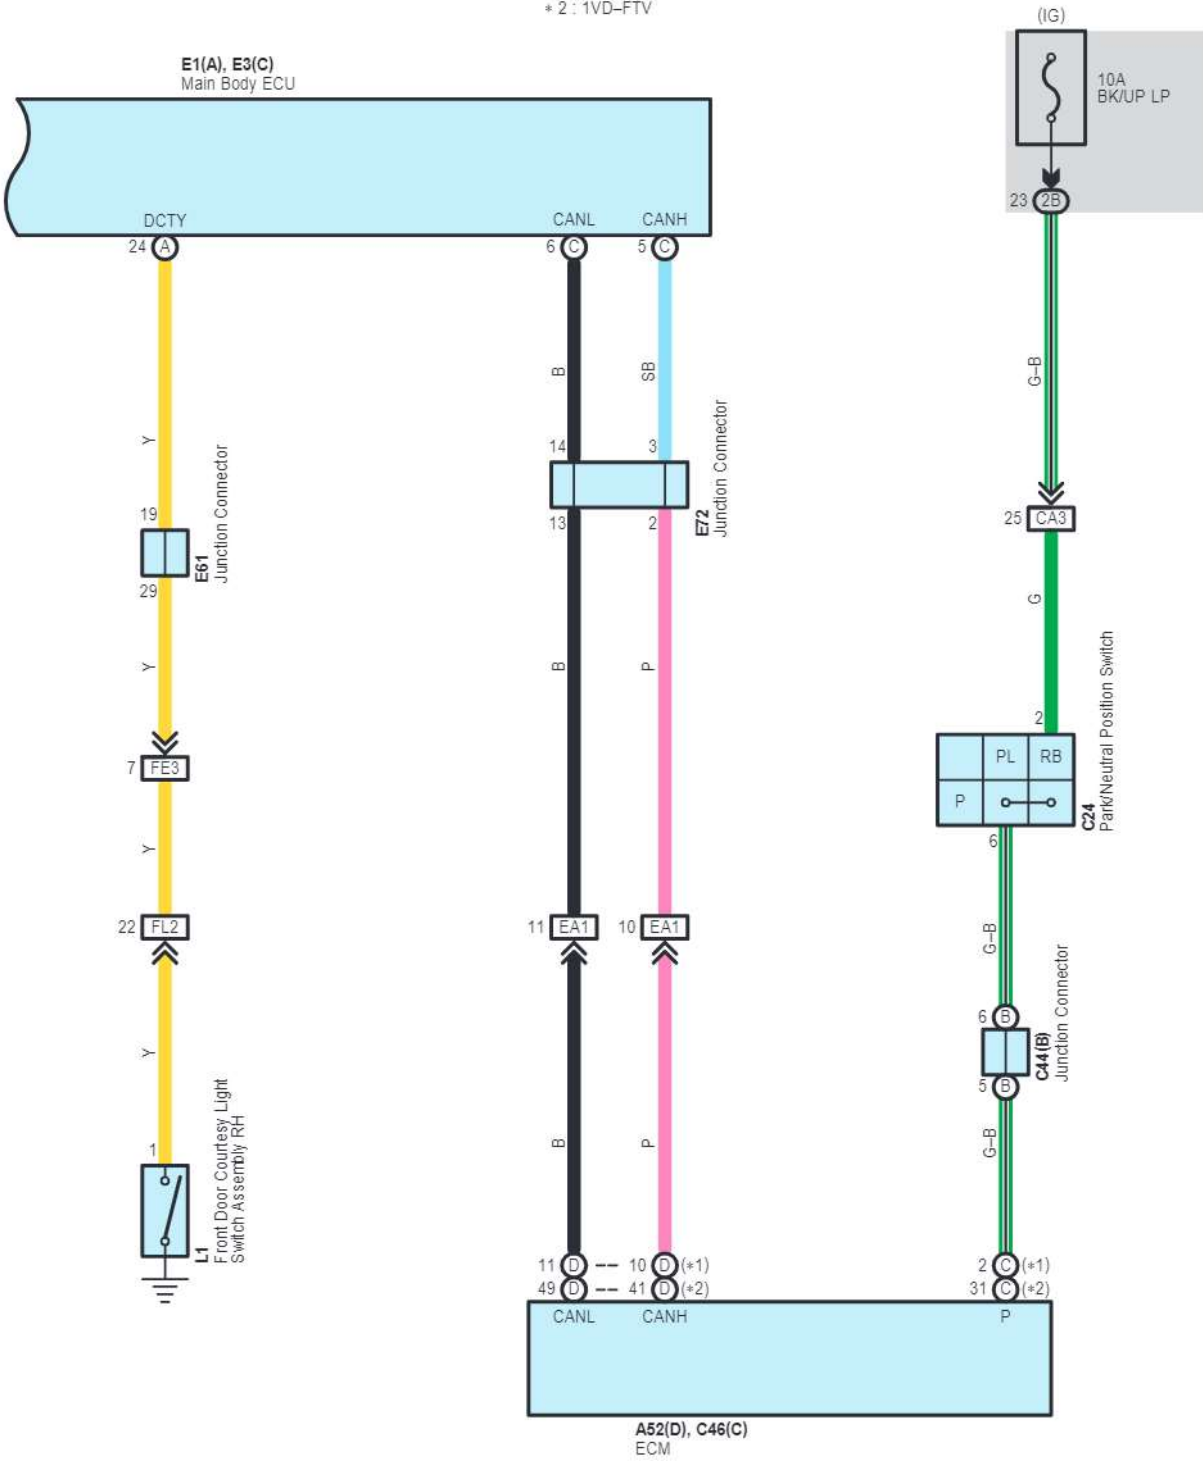 * 2 : 1VD–FTV
(IG)
E1(A), E3(C)
Main Body ECU
10A
BK/UP LP
23 2B
DCTY
CANL
CANH
24 A
6 C
5 C
B
SB
G–B
Y
14
3
E72
Junction Connector
19
E61
Junction Connector
29
13
2
25 CA3
G
Y
B
P
2
7 FE3
PL
RB
P
C24
Park/Neutral Position Switch
6
Y
22 FL2
11 EA1
10 EA1
G–B
6 B
C44(B)
Junction Connector
5 B
Y
B
P
G–B
1
L1
Front Door Courtesy Light
Switch Assembly RH
11 D -- 10 D (*1)
2 C (*1)
49 D -- 41 D (*2)
31 C (*2)
CANL
CANH
P
A52(D), C46(C)
ECM